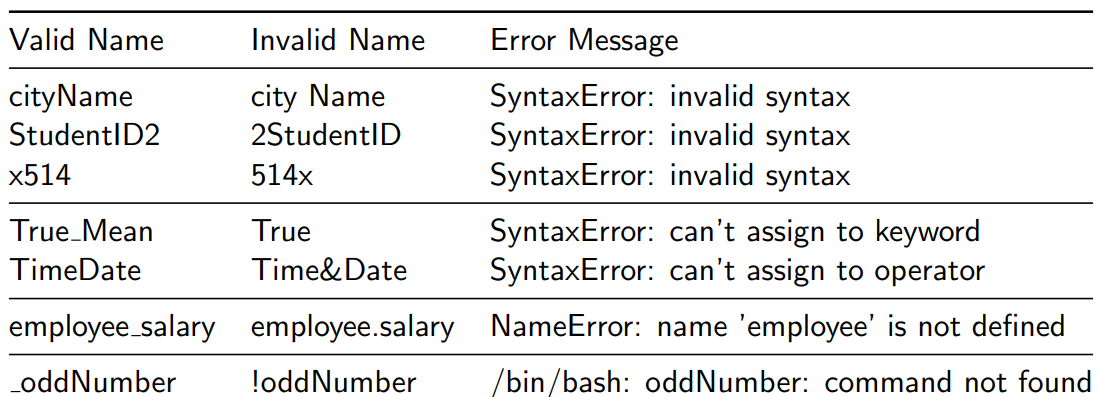 Valid Name Invalid Name Error Message
cityName city Name SyntaxError: invalid syntax
StudentID2 2StudentID SyntaxError: invalid syntax
x514 514x SyntaxError: invalid syntax
True_Mean True SyntaxError: can't assign to keyword
TimeDate Time&Date SyntaxError: can't assign to operator
employee_salary employee.salary NameError: name 'employee' is not defined
_oddNumber !oddNumber /bin/bash: oddNumber: command not found